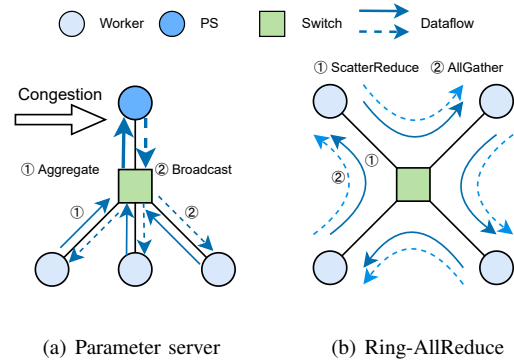 Worker PS Switch Dataflow
① ScatterReduce ② AllGather
Congestion
① Aggregate ② Broadcast
① ②
①
②
(a) Parameter server (b) Ring-AllReduce